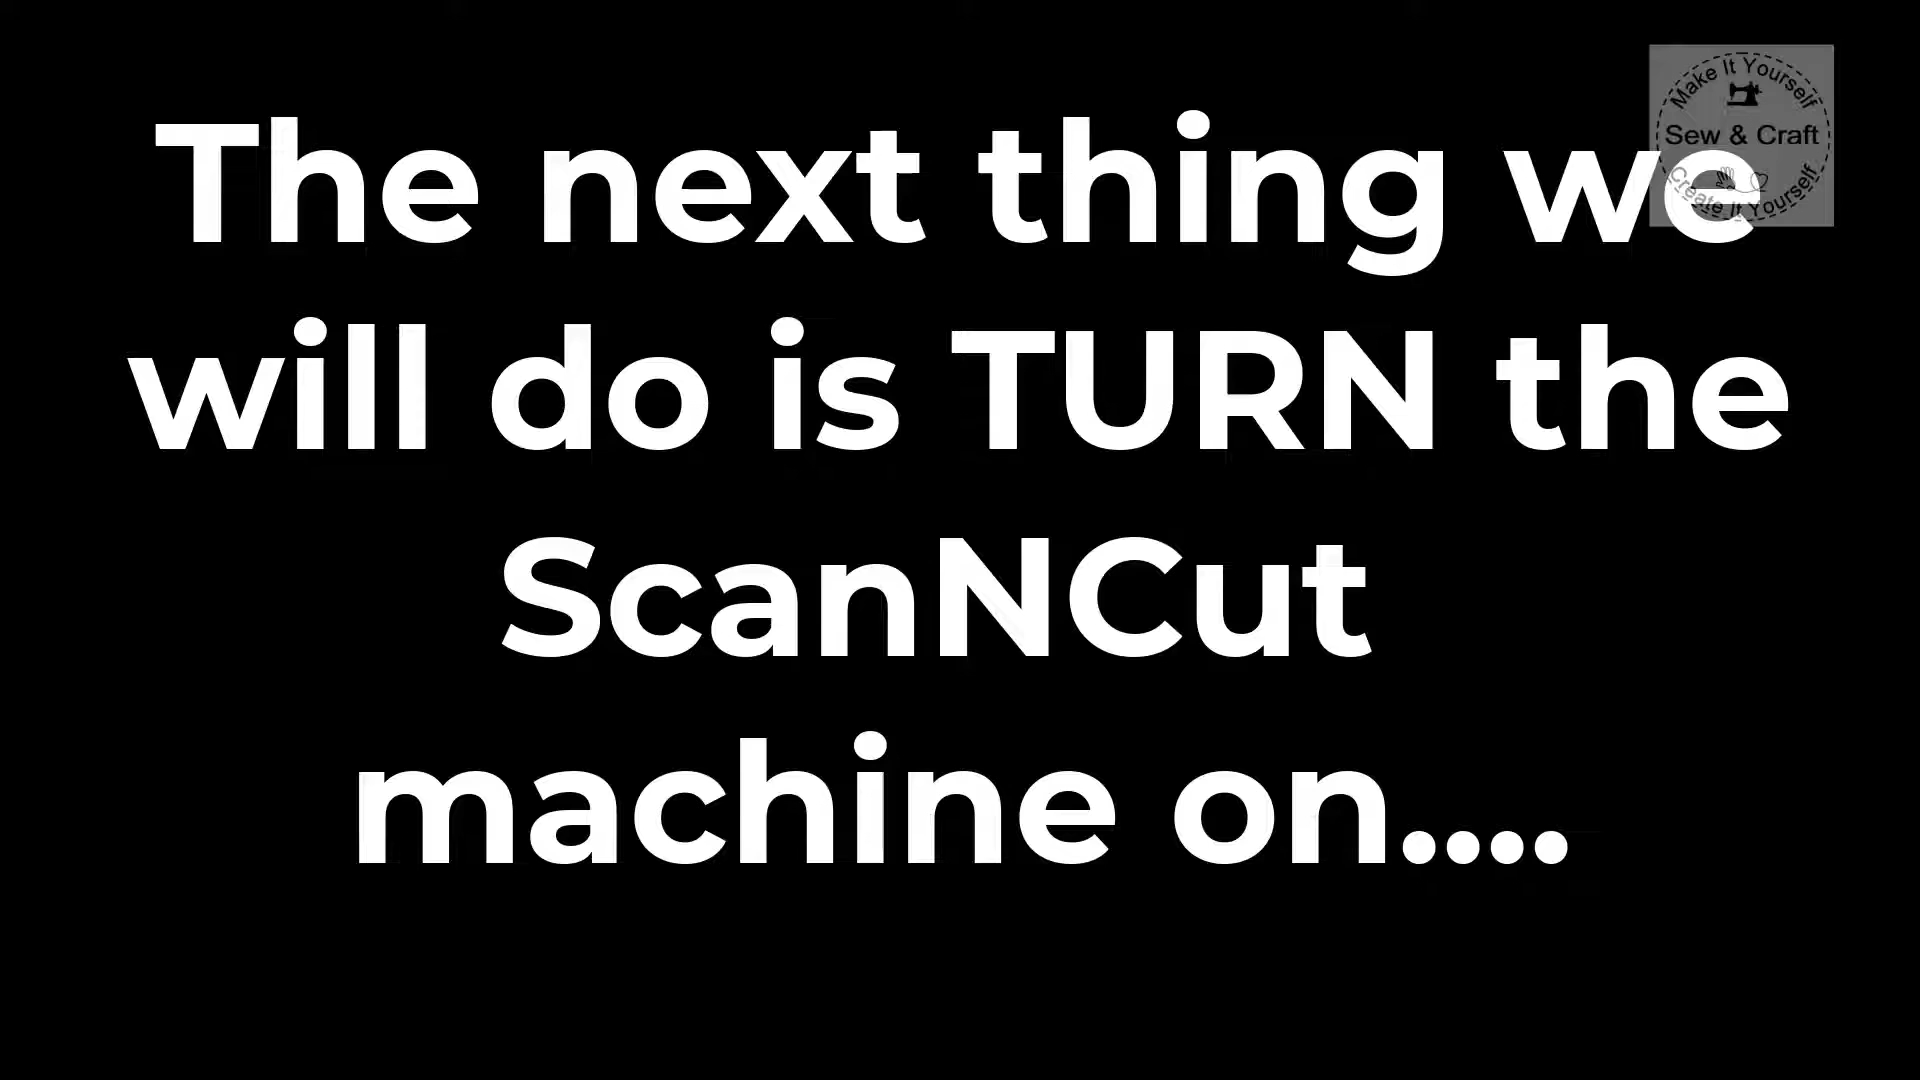 Make It Yourself
Sew & Craft
Create It Yourself
The next thing we
will do is TURN the
ScanNCut
machine on....